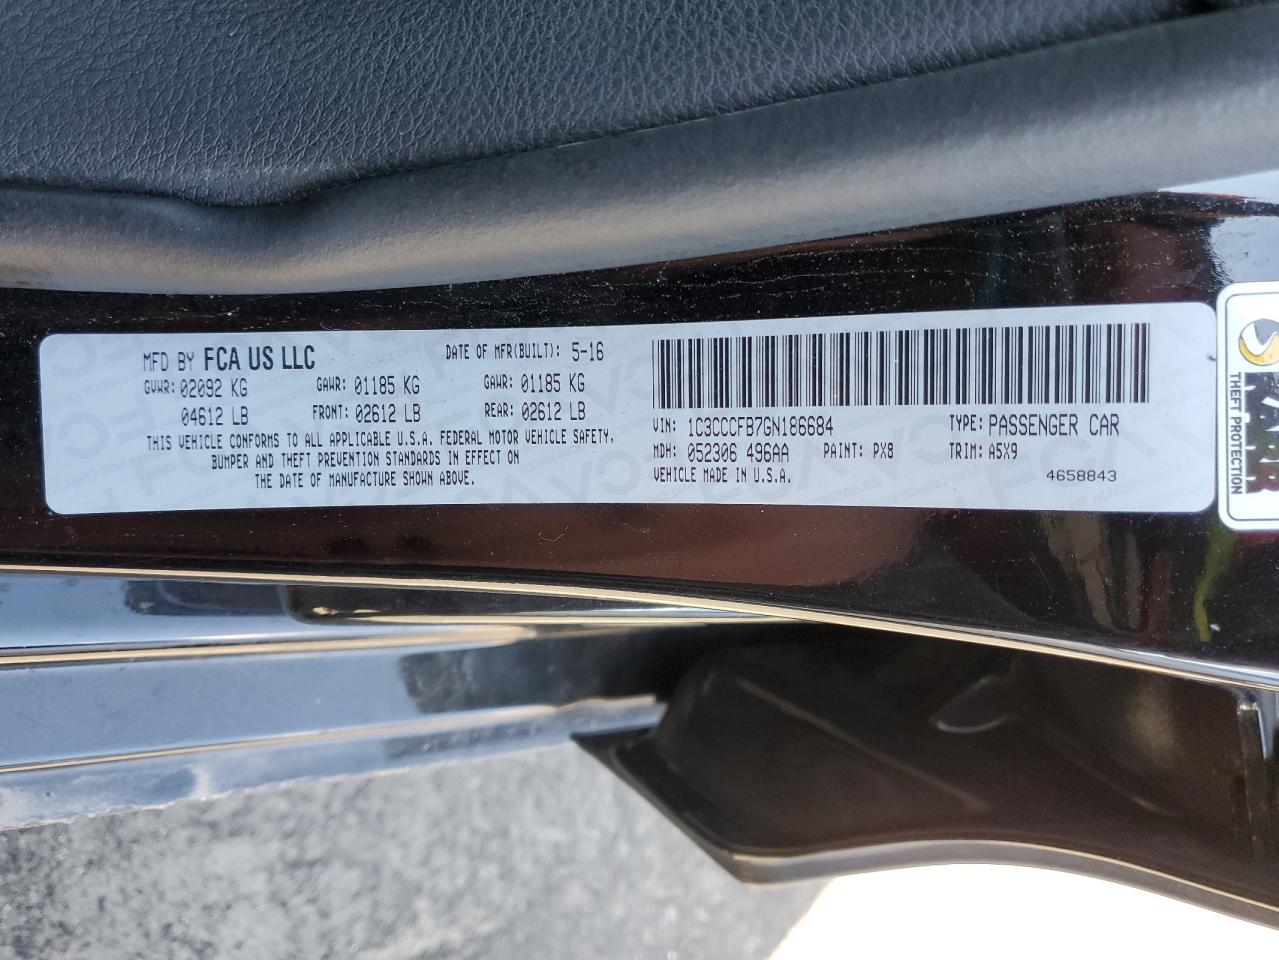 MFD BY FCA US LLC
DATE OF MFR(BUILT): 5-16
GVWR: 02092 KG GAWR: 01185 KG GAWR: 01185 KG
04612 LB FRONT: 02612 LB REAR: 02612 LB
THIS VEHICLE CONFORMS TO ALL APPLICABLE U.S.A. FEDERAL MOTOR VEHICLE SAFETY,
BUMPER AND THEFT PREVENTION STANDARDS IN EFFECT ON
THE DATE OF MANUFACTURE SHOWN ABOVE.
VIN: 1C3CCCFB7GN186684 TYPE: PASSENGER CAR
MDH: 052306 496AA PAINT: PX8 TRIM: A5X9
VEHICLE MADE IN U.S.A. 4658843
THEFT PROTECTION